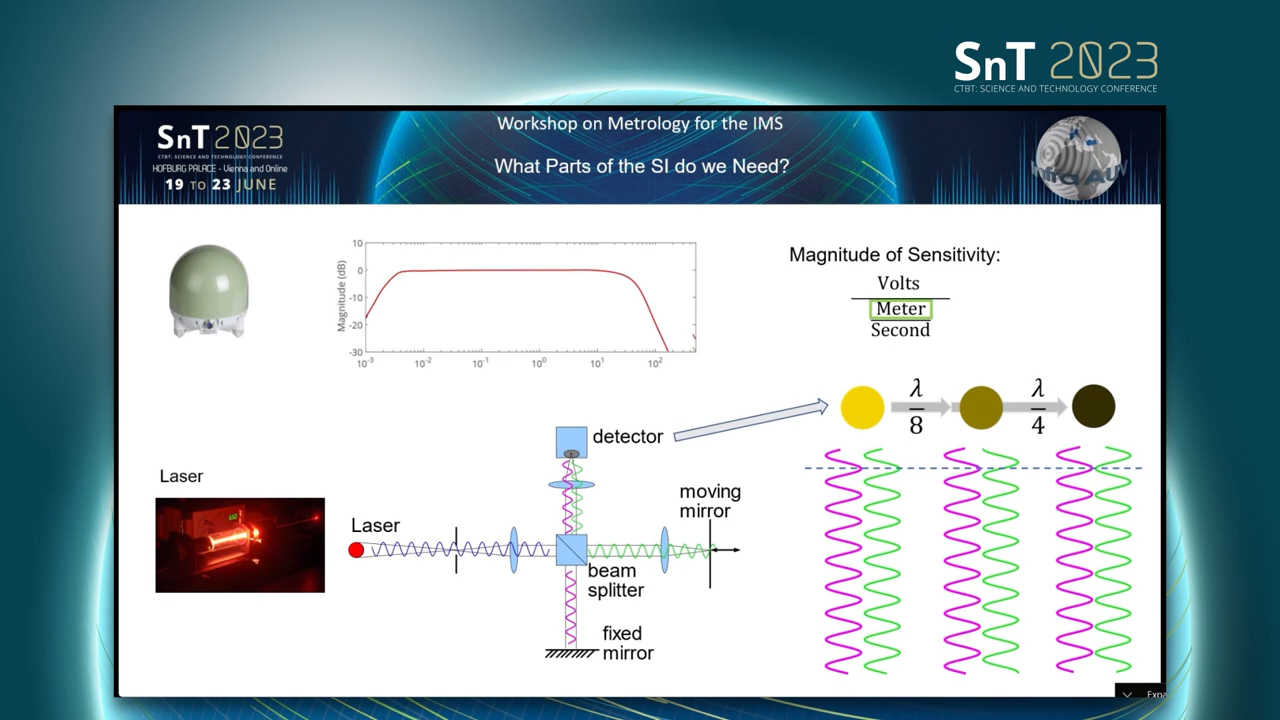 SnT 2023
CTBT: SCIENCE AND TECHNOLOGY CONFERENCE
SnT 2023
CTBT: SCIENCE AND TECHNOLOGY CONFERENCE
HOFBURG PALACE - Vienna and Online
19 TO 23 JUNE
Workshop on Metrology for the IMS
What Parts of the SI do we Need?
Infra AUV
10
0
-10
-20
-30
Magnitude (dB)
10⁻³ 10⁻² 10⁻¹ 10⁰ 10¹ 10²
Magnitude of Sensitivity:
Volts
Meter
Second
λ
8
λ
4
detector
Laser
Laser
moving
mirror
beam
splitter
fixed
mirror